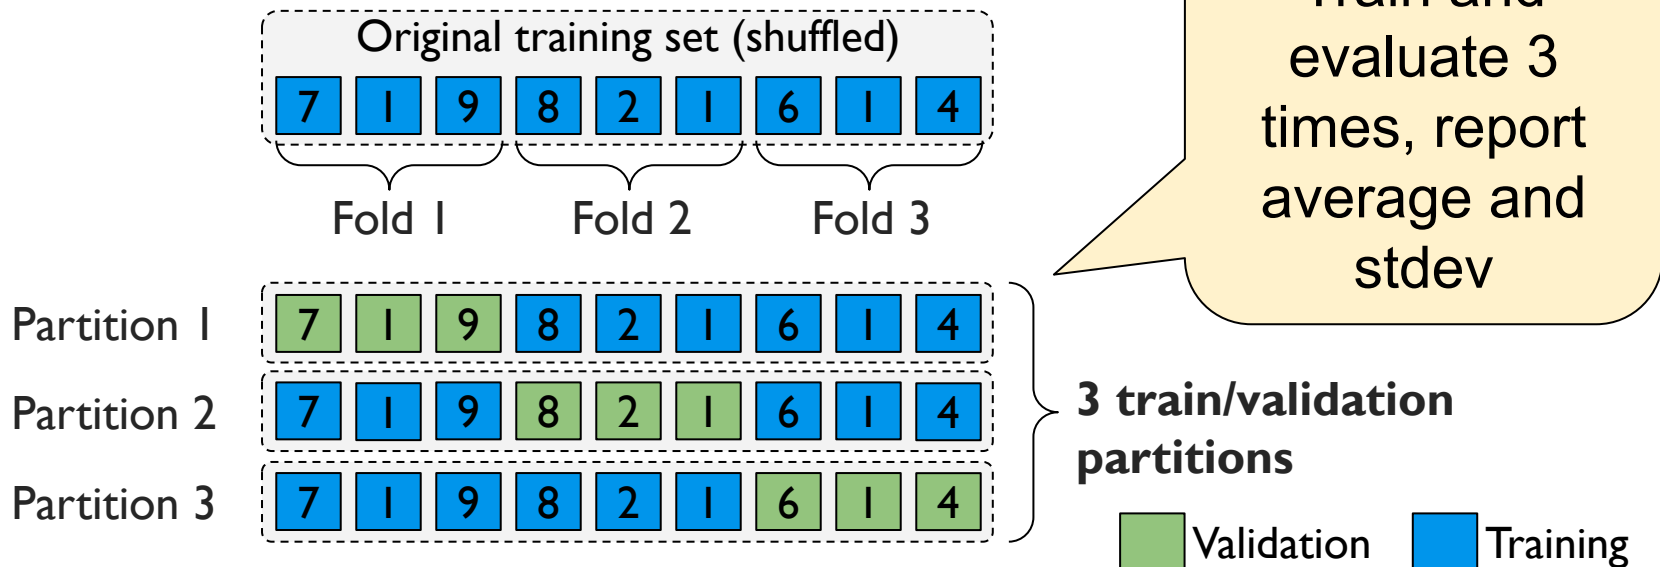 Original training set (shuffled)
7 1 9 8 2 1 6 1 4
Fold 1 Fold 2 Fold 3
Train and
evaluate 3
times, report
average and
stdev
Partition 1 7 1 9 8 2 1 6 1 4
Partition 2 7 1 9 8 2 1 6 1 4
Partition 3 7 1 9 8 2 1 6 1 4
3 train/validation
partitions
Validation Training